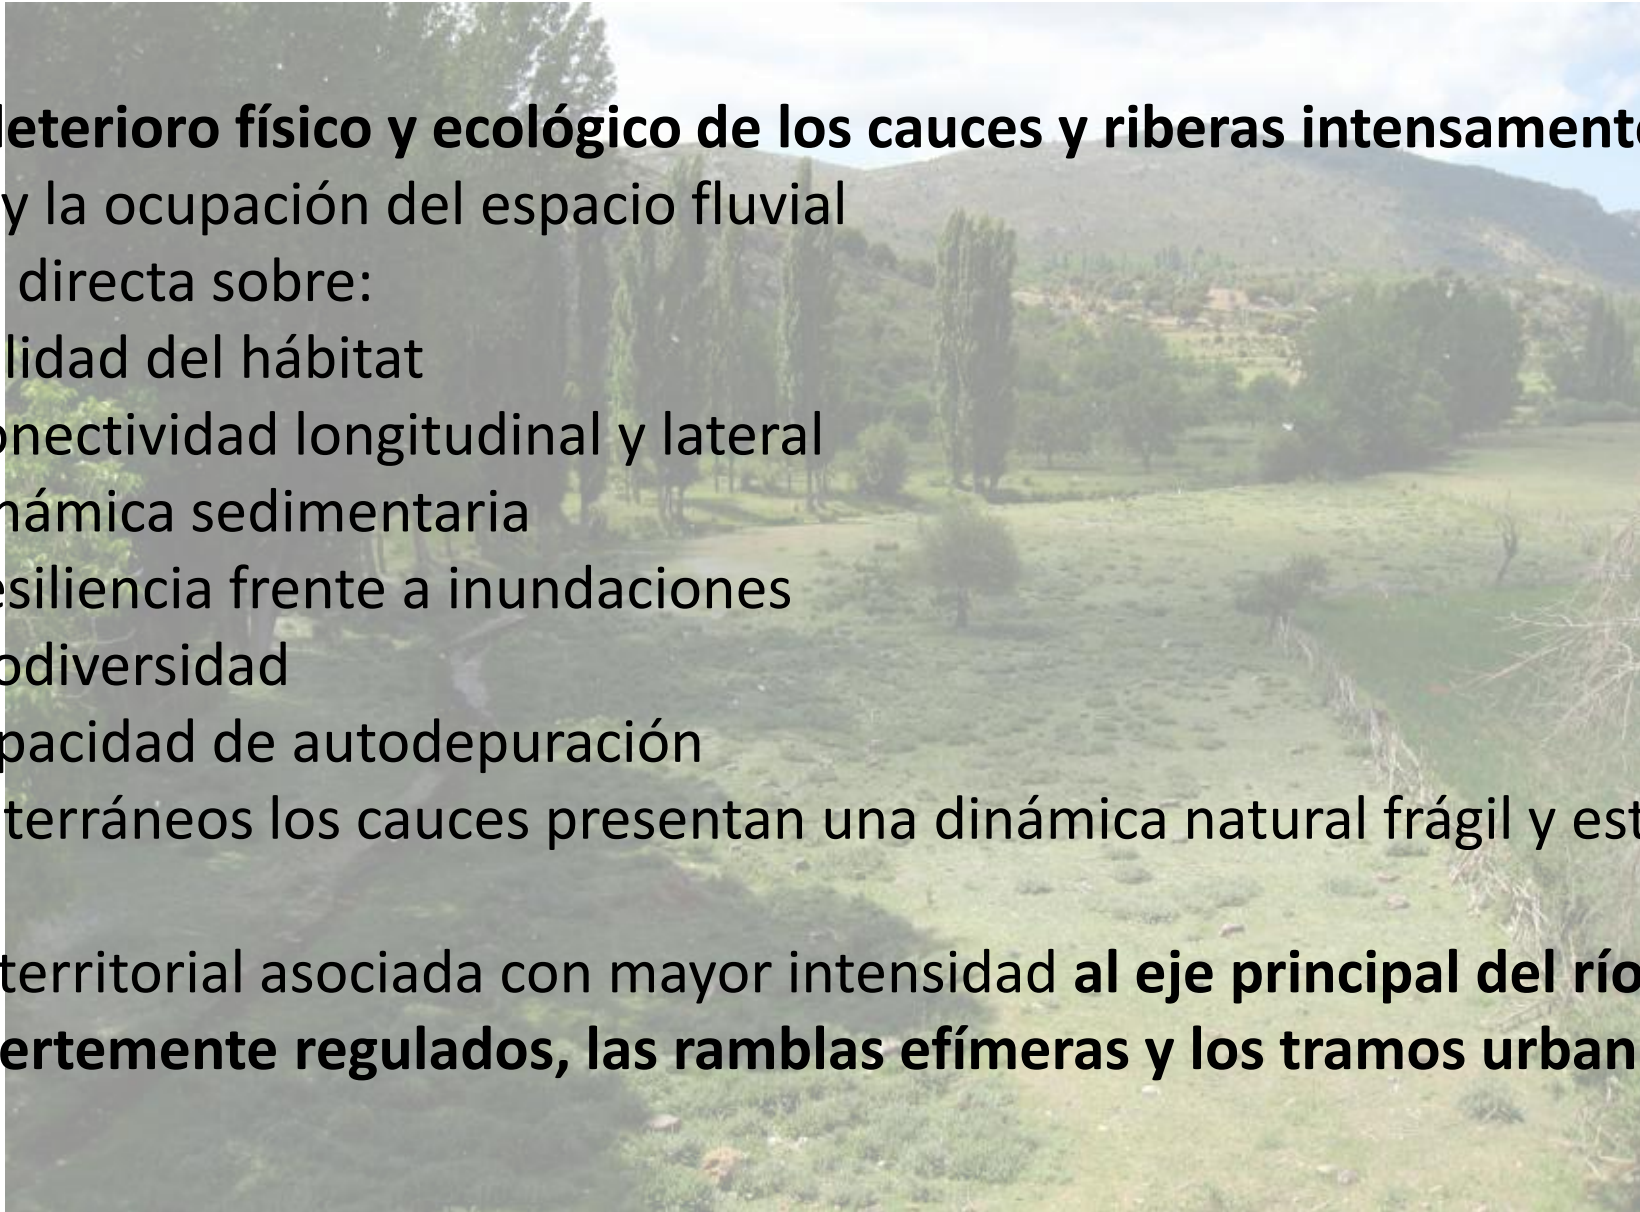 eterioro físico y ecológico de los cauces y riberas intensament
y la ocupación del espacio fluvial
directa sobre:
lidad del hábitat
onectividad longitudinal y lateral
námica sedimentaria
esiliencia frente a inundaciones
odiversidad
pacidad de autodepuración
terráneos los cauces presentan una dinámica natural frágil y est
territorial asociada con mayor intensidad al eje principal del río
ertemente regulados, las ramblas efímeras y los tramos urban